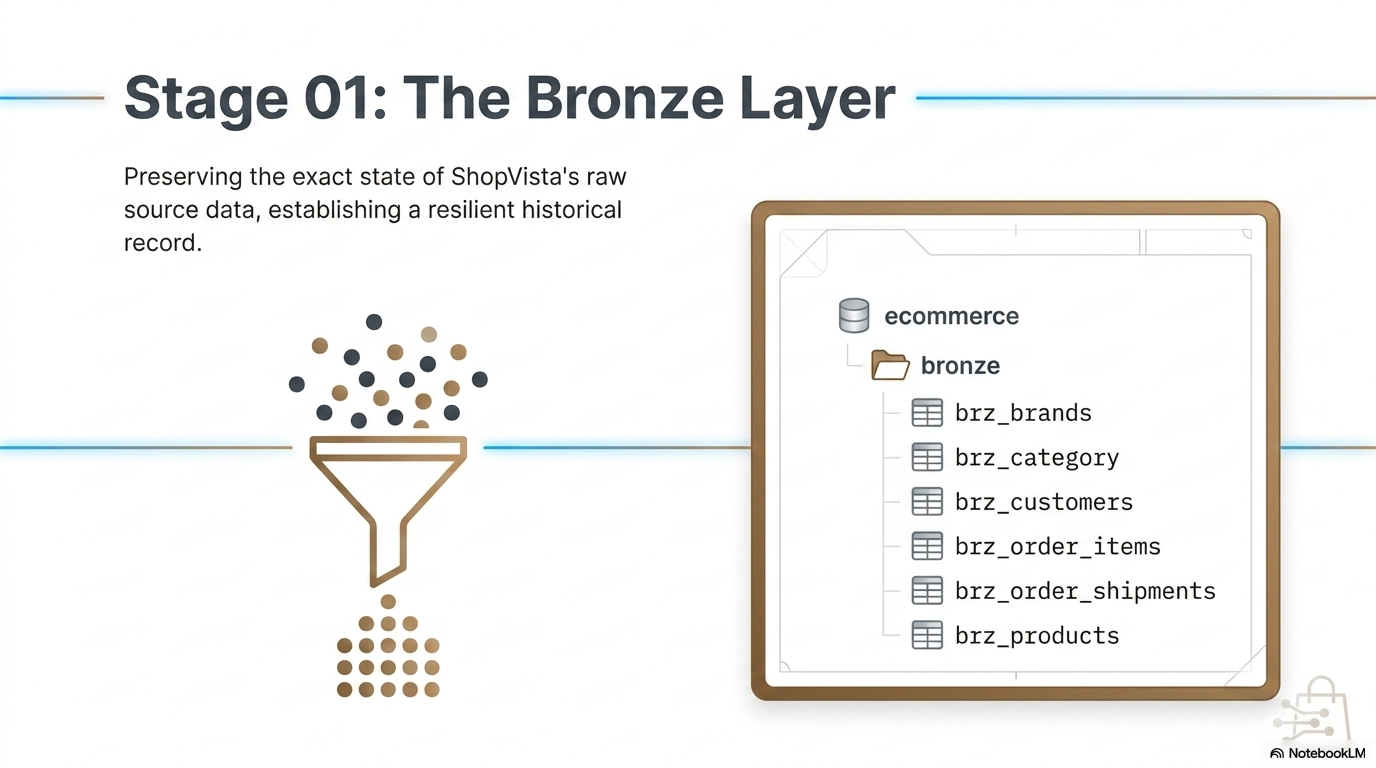 Stage 01: The Bronze Layer
Preserving the exact state of ShopVista's raw
source data, establishing a resilient historical
record.
ecommerce
bronze
brz_brands
brz_category
brz_customers
brz_order_items
brz_order_shipments
brz_products
NotebookLM